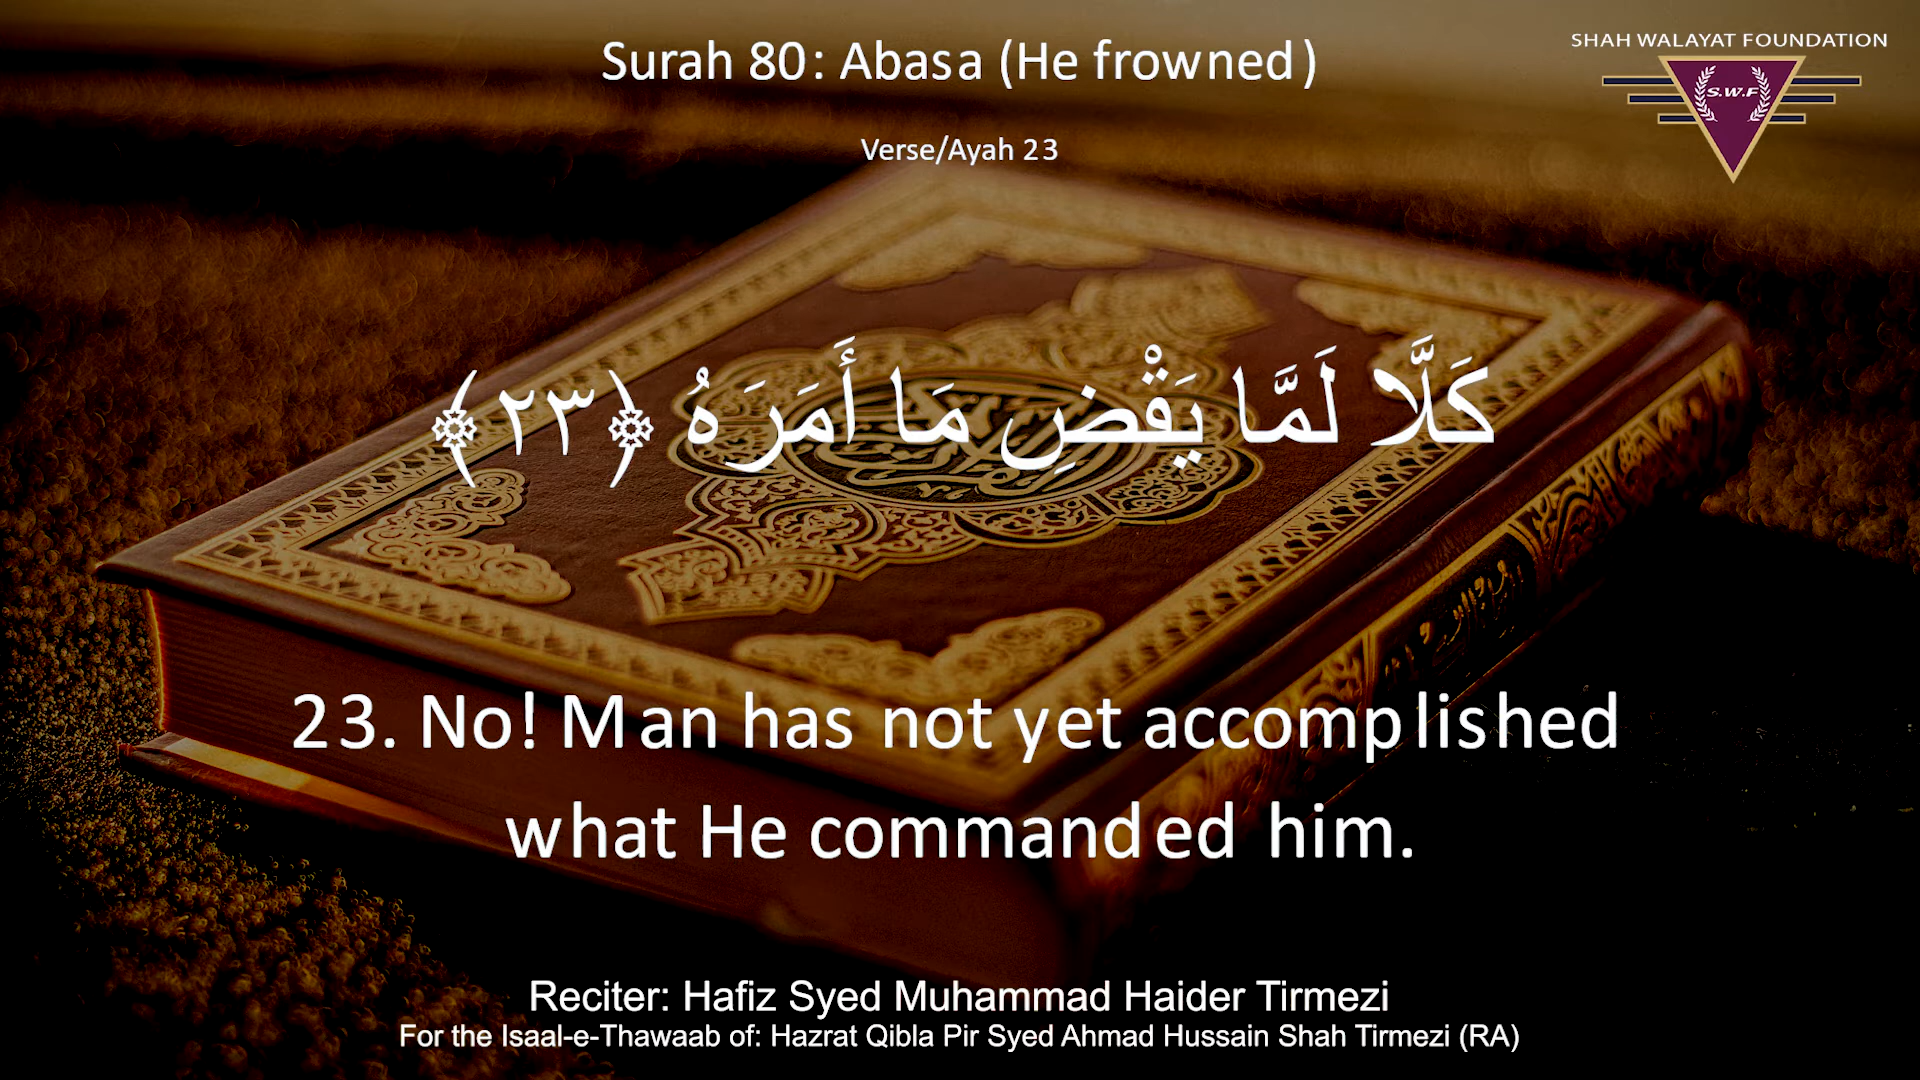 SHAH WALAYAT FOUNDATION
S.W.F
Surah 80: Abasa (He frowned)
Verse/Ayah 23
كَلَّا لَمَّا يَقْضِ مَا أَمَرَهُ ﴿٢٣﴾
23. No! Man has not yet accomplished
what He commanded him.
Reciter: Hafiz Syed Muhammad Haider Tirmezi
For the Isaal-e-Thawaab of: Hazrat Qibla Pir Syed Ahmad Hussain Shah Tirmezi (RA)